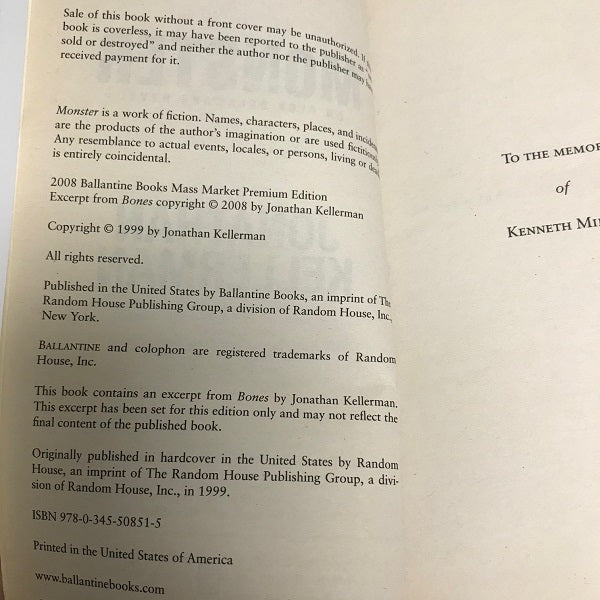 Sale of this book without a front cover may be unauthorized. If
book is coverless, it may have been reported to the publisher as
sold or destroyed” and neither the author nor the publisher may have
received payment for it.
Monster is a work of fiction. Names, characters, places, and incidents
are the products of the author’s imagination or are used fictitiously.
Any resemblance to actual events, locales, or persons, living or dead,
is entirely coincidental.
2008 Ballantine Books Mass Market Premium Edition
Excerpt from Bones copyright © 2008 by Jonathan Kellerman
Copyright © 1999 by Jonathan Kellerman
All rights reserved.
Published in the United States by Ballantine Books, an imprint of The
Random House Publishing Group, a division of Random House, Inc.,
New York.
BALLANTINE and colophon are registered trademarks of Random
House, Inc.
This book contains an excerpt from Bones by Jonathan Kellerman.
This excerpt has been set for this edition only and may not reflect the
final content of the published book.
Originally published in hardcover in the United States by Random
House, an imprint of The Random House Publishing Group, a divi-
sion of Random House, Inc., in 1999.
ISBN 978-0-345-50851-5
Printed in the United States of America
www.ballantinebooks.com
TO THE MEMOR
of
KENNETH MI